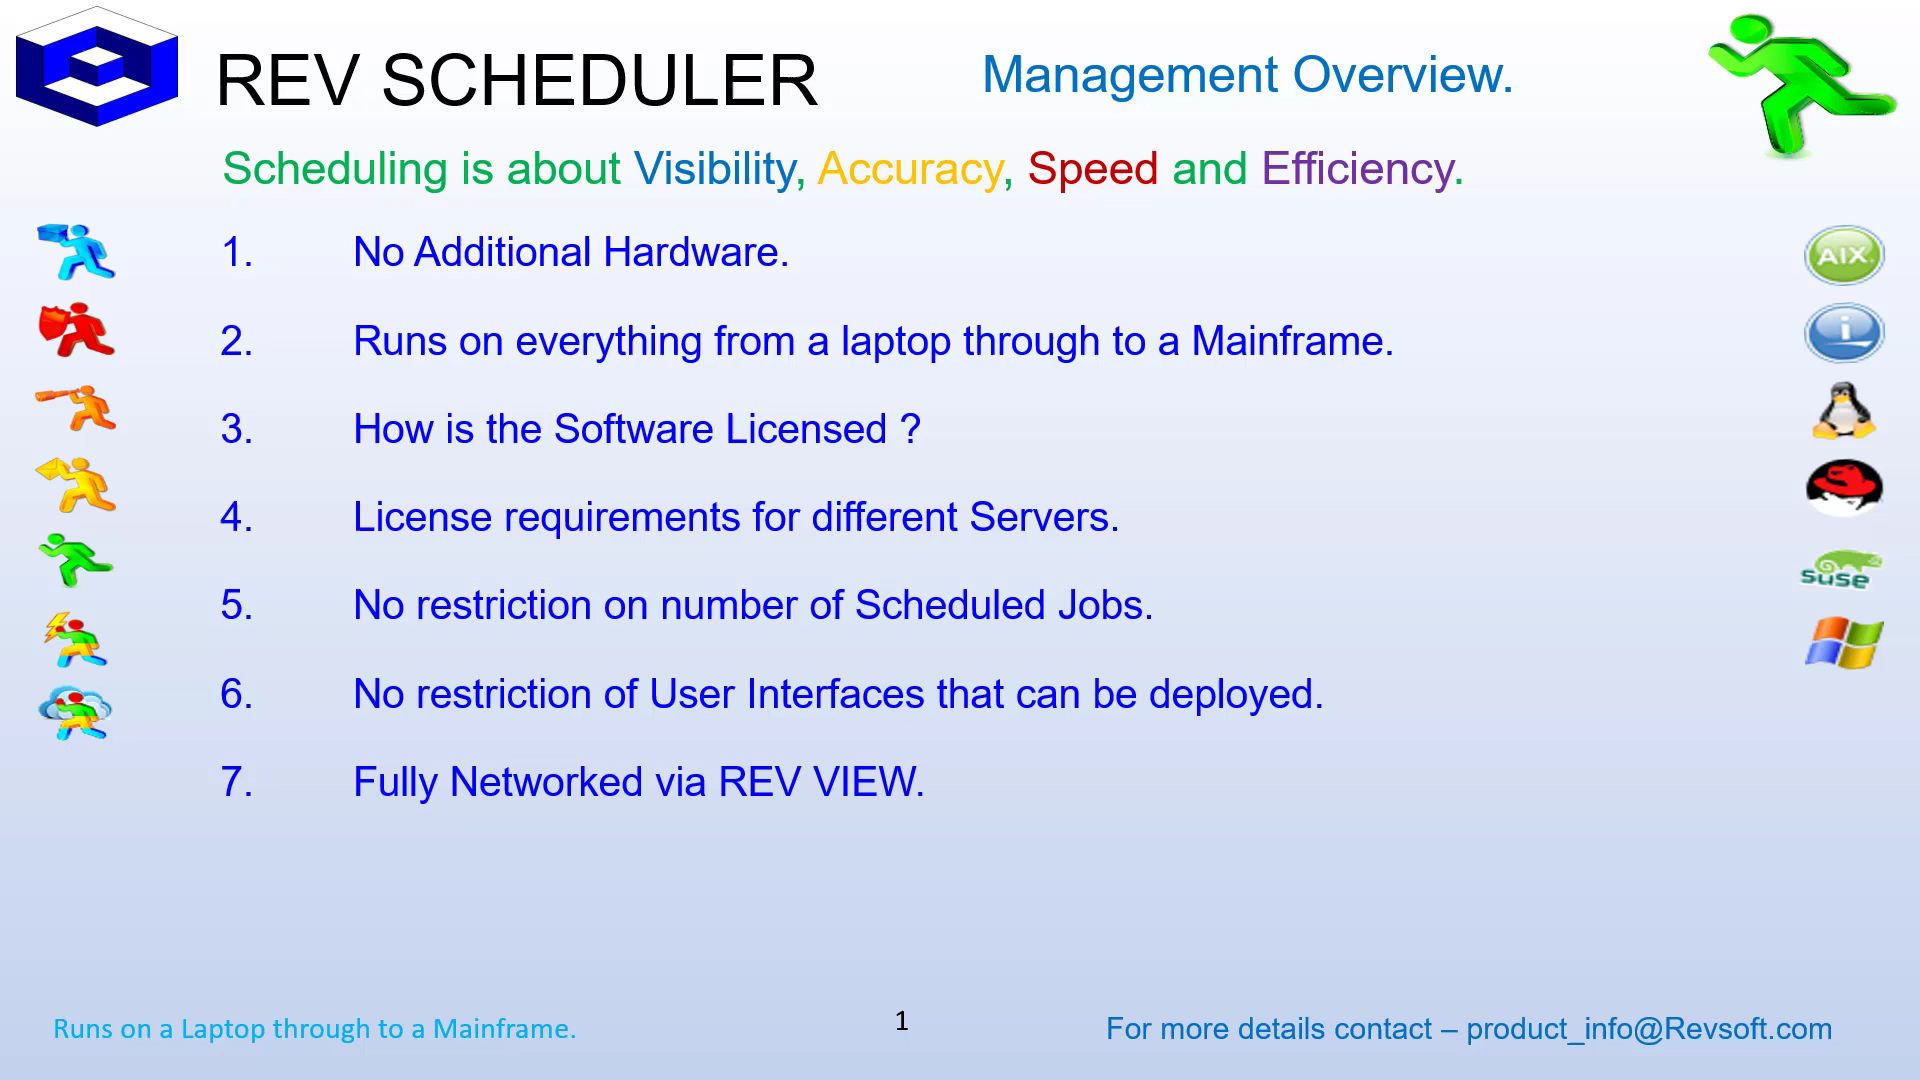 REV SCHEDULER
Management Overview.
Scheduling is about Visibility, Accuracy, Speed and Efficiency.
1. No Additional Hardware.
2. Runs on everything from a laptop through to a Mainframe.
3. How is the Software Licensed ?
4. License requirements for different Servers.
5. No restriction on number of Scheduled Jobs.
6. No restriction of User Interfaces that can be deployed.
7. Fully Networked via REV VIEW.
AIX
i
SUSE
Runs on a Laptop through to a Mainframe.
1
For more details contact – product_info@Revsoft.com